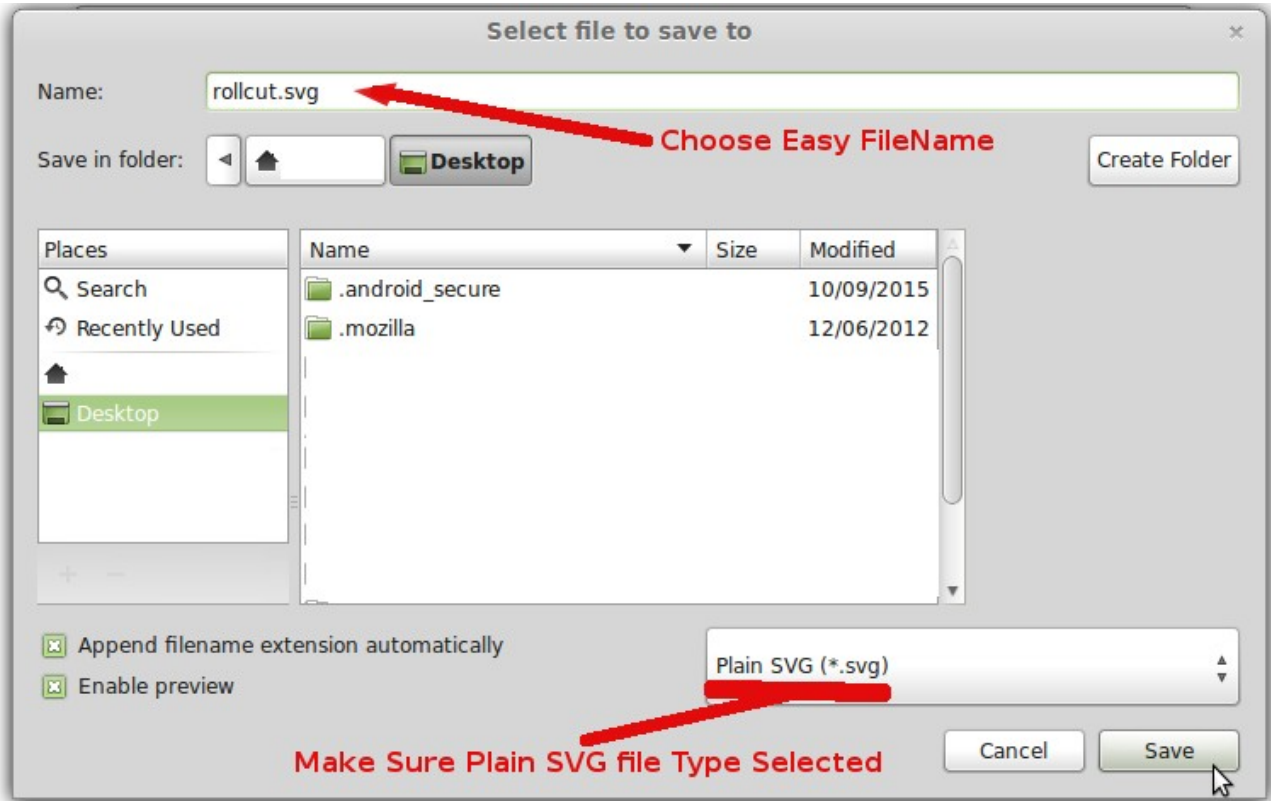 Select file to save to
Name: rollcut.svg
Choose Easy FileName
Save in folder: Desktop Create Folder
Places Name Size Modified
Search .android_secure 10/09/2015
Recently Used .mozilla 12/06/2012
Desktop
Append filename extension automatically
Plain SVG (*.svg)
Enable preview
Make Sure Plain SVG file Type Selected
Cancel Save